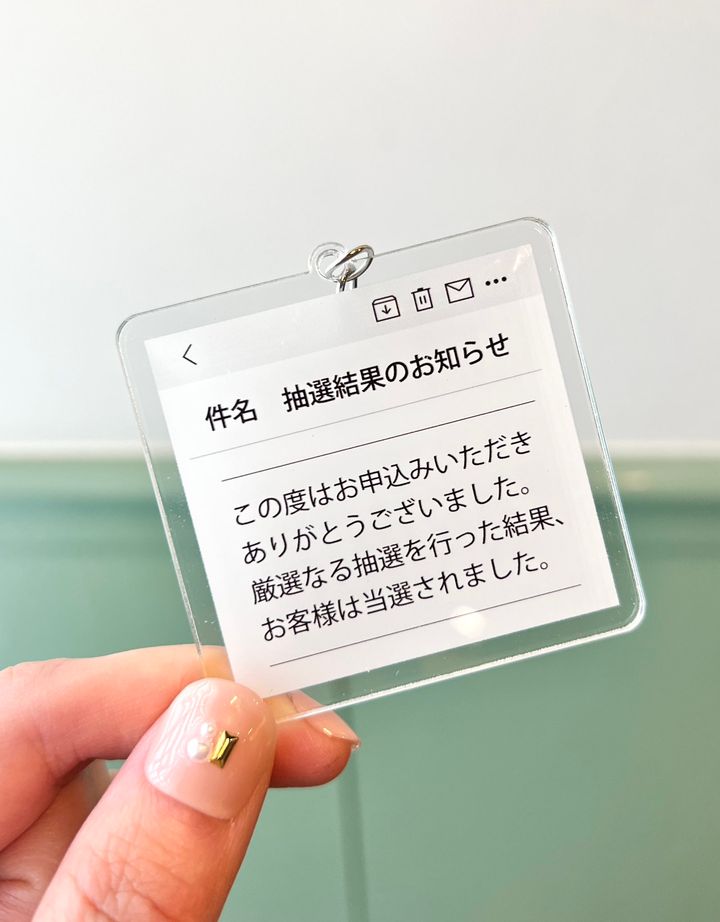 件名　抽選結果のお知らせ
この度はお申込みいただき
ありがとうございました。
厳選なる抽選を行った結果、
お客様は当選されました。